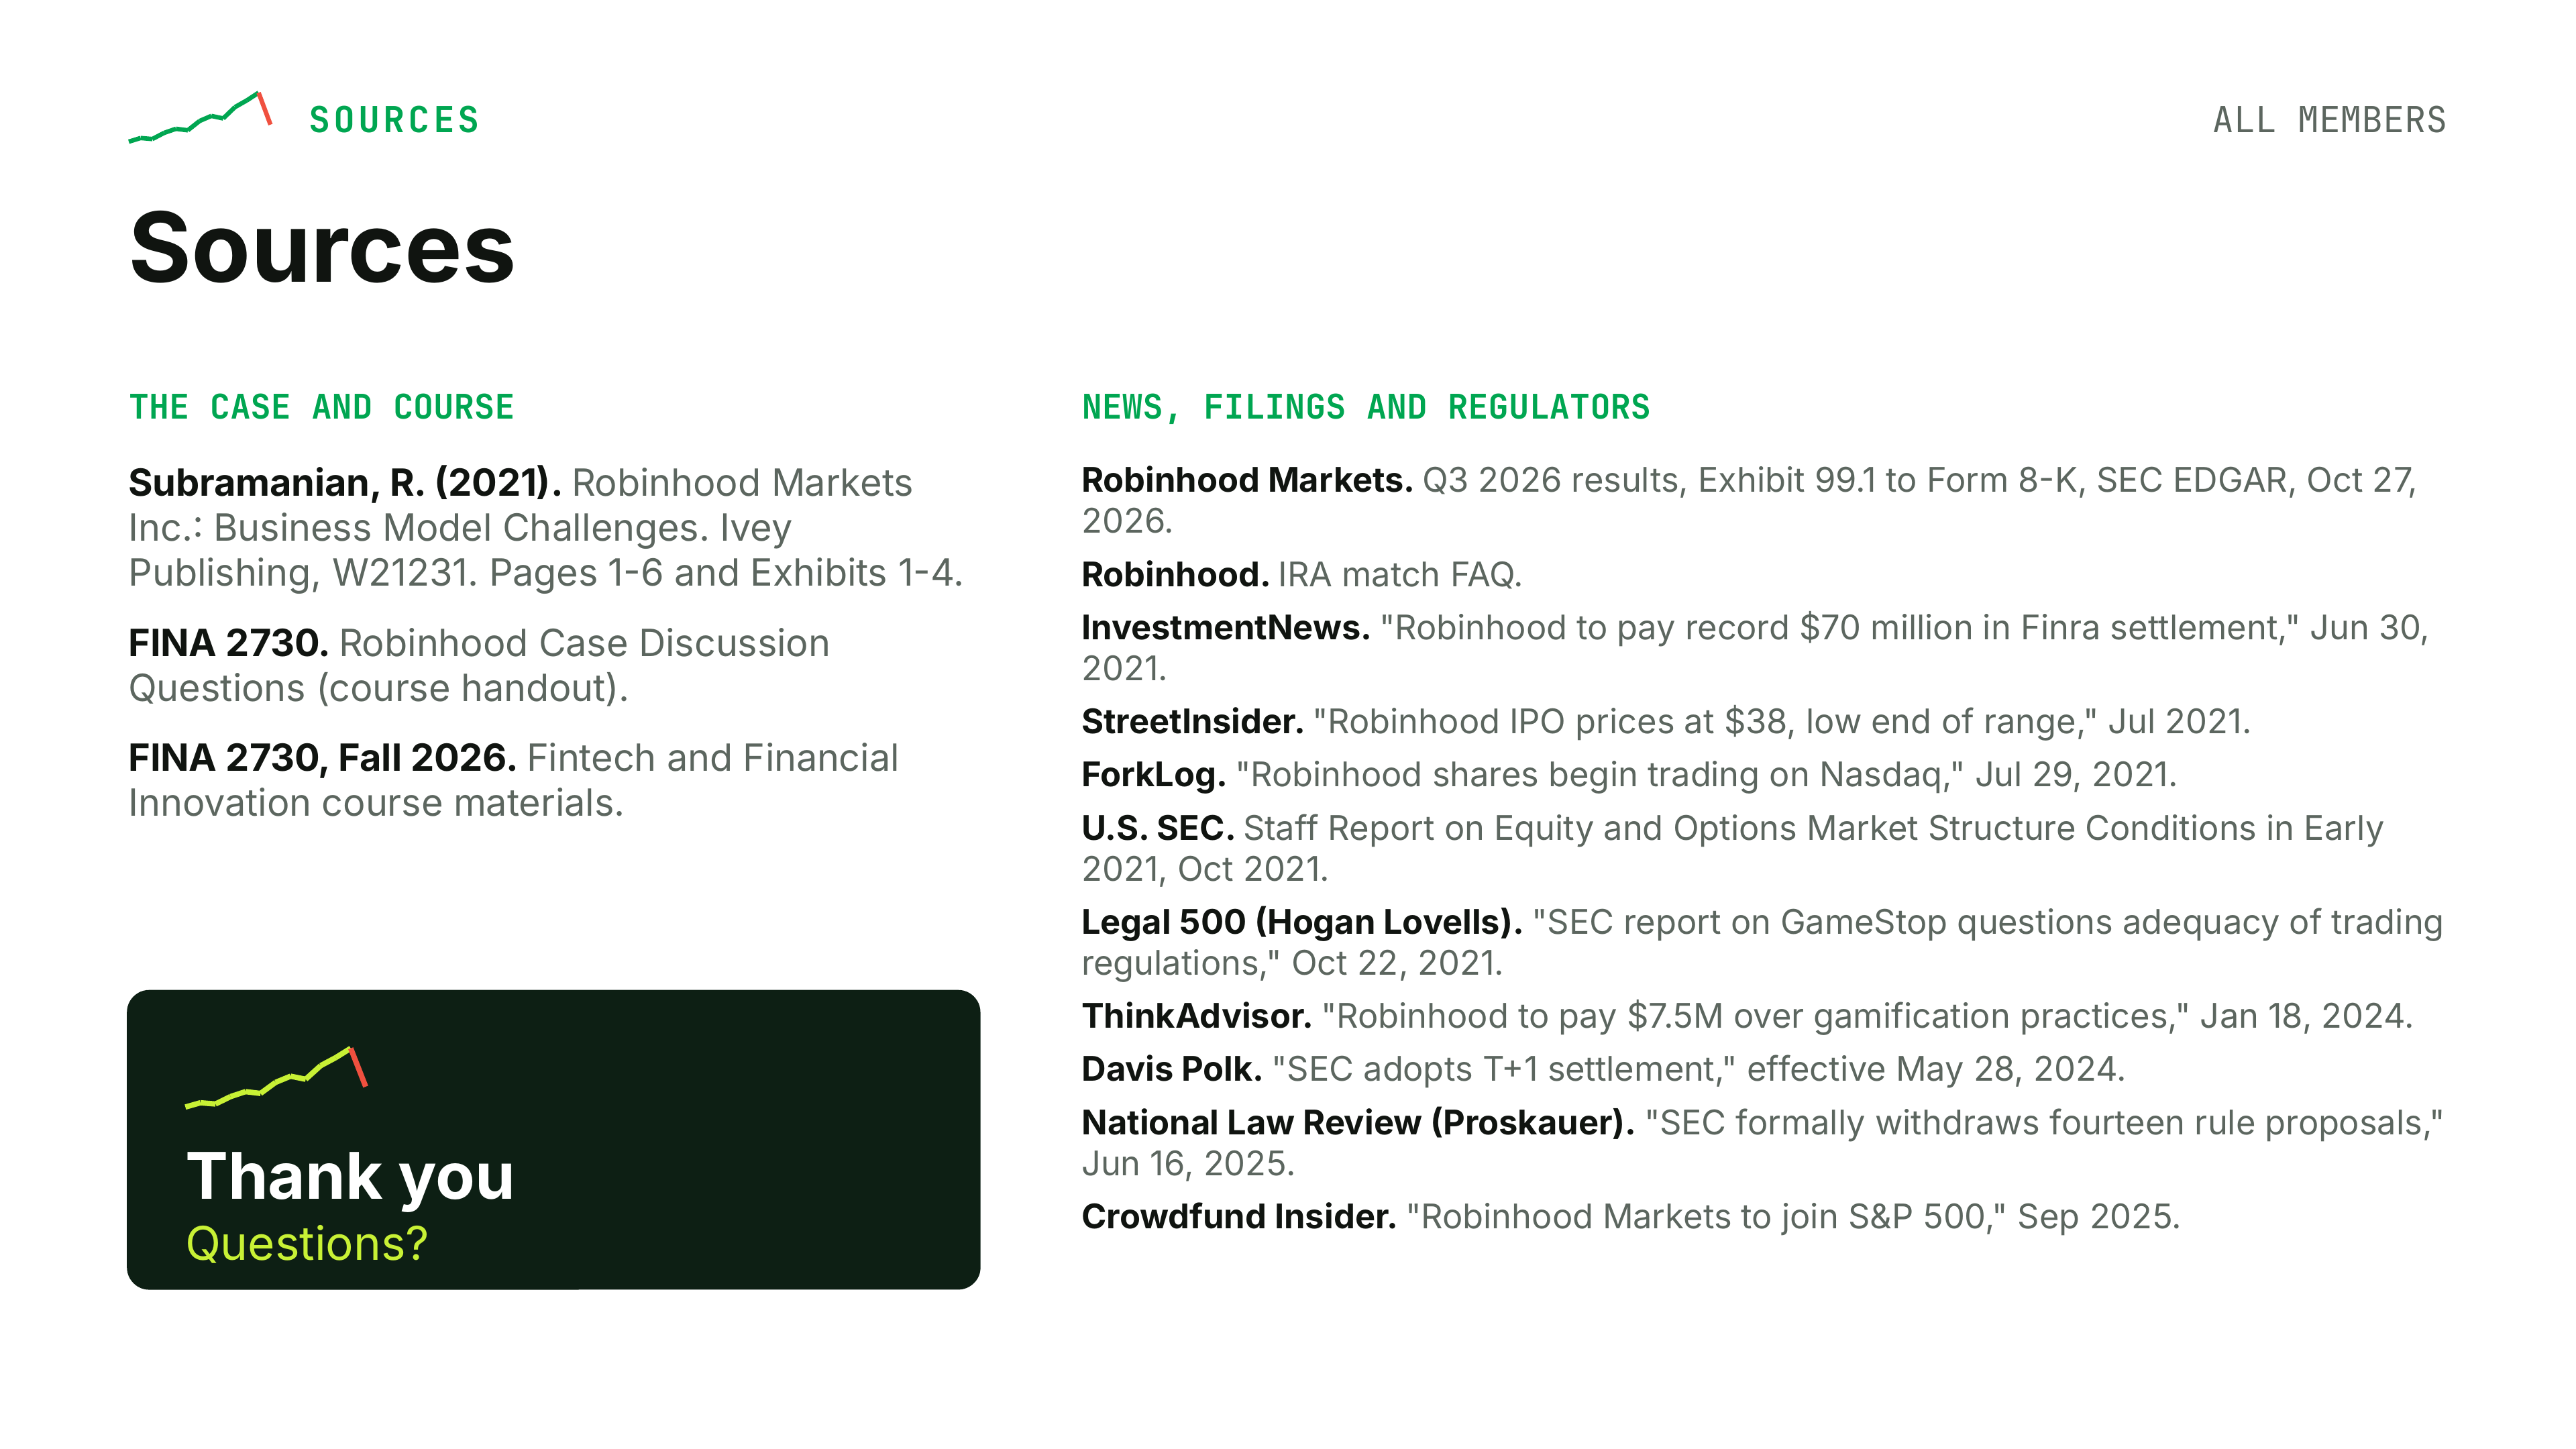 SOURCES
ALL MEMBERS
Sources
THE CASE AND COURSE
Subramanian, R. (2021). Robinhood Markets
Inc.: Business Model Challenges. Ivey
Publishing, W21231. Pages 1-6 and Exhibits 1-4.
FINA 2730. Robinhood Case Discussion
Questions (course handout).
FINA 2730, Fall 2026. Fintech and Financial
Innovation course materials.
Thank you
Questions?
NEWS, FILINGS AND REGULATORS
Robinhood Markets. Q3 2026 results, Exhibit 99.1 to Form 8-K, SEC EDGAR, Oct 27,
2026.
Robinhood. IRA match FAQ.
InvestmentNews. "Robinhood to pay record $70 million in Finra settlement," Jun 30,
2021.
StreetInsider. "Robinhood IPO prices at $38, low end of range," Jul 2021.
ForkLog. "Robinhood shares begin trading on Nasdaq," Jul 29, 2021.
U.S. SEC. Staff Report on Equity and Options Market Structure Conditions in Early
2021, Oct 2021.
Legal 500 (Hogan Lovells). "SEC report on GameStop questions adequacy of trading
regulations," Oct 22, 2021.
ThinkAdvisor. "Robinhood to pay $7.5M over gamification practices," Jan 18, 2024.
Davis Polk. "SEC adopts T+1 settlement," effective May 28, 2024.
National Law Review (Proskauer). "SEC formally withdraws fourteen rule proposals,"
Jun 16, 2025.
Crowdfund Insider. "Robinhood Markets to join S&P 500," Sep 2025.